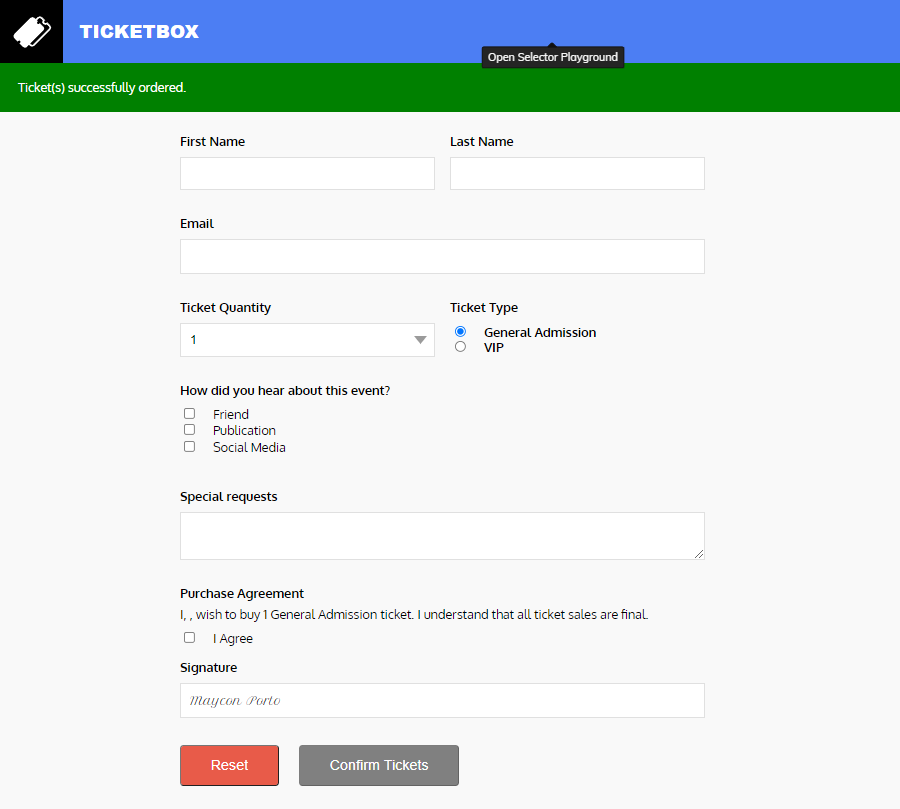 TICKETBOX
Open Selector Playground
Ticket(s) successfully ordered.
First Name Last Name
Email
Ticket Quantity Ticket Type
1 General Admission
VIP
How did you hear about this event?
Friend
Publication
Social Media
Special requests
Purchase Agreement
I, , wish to buy 1 General Admission ticket. I understand that all ticket sales are final.
I Agree
Signature
Maycon Porto
Reset Confirm Tickets